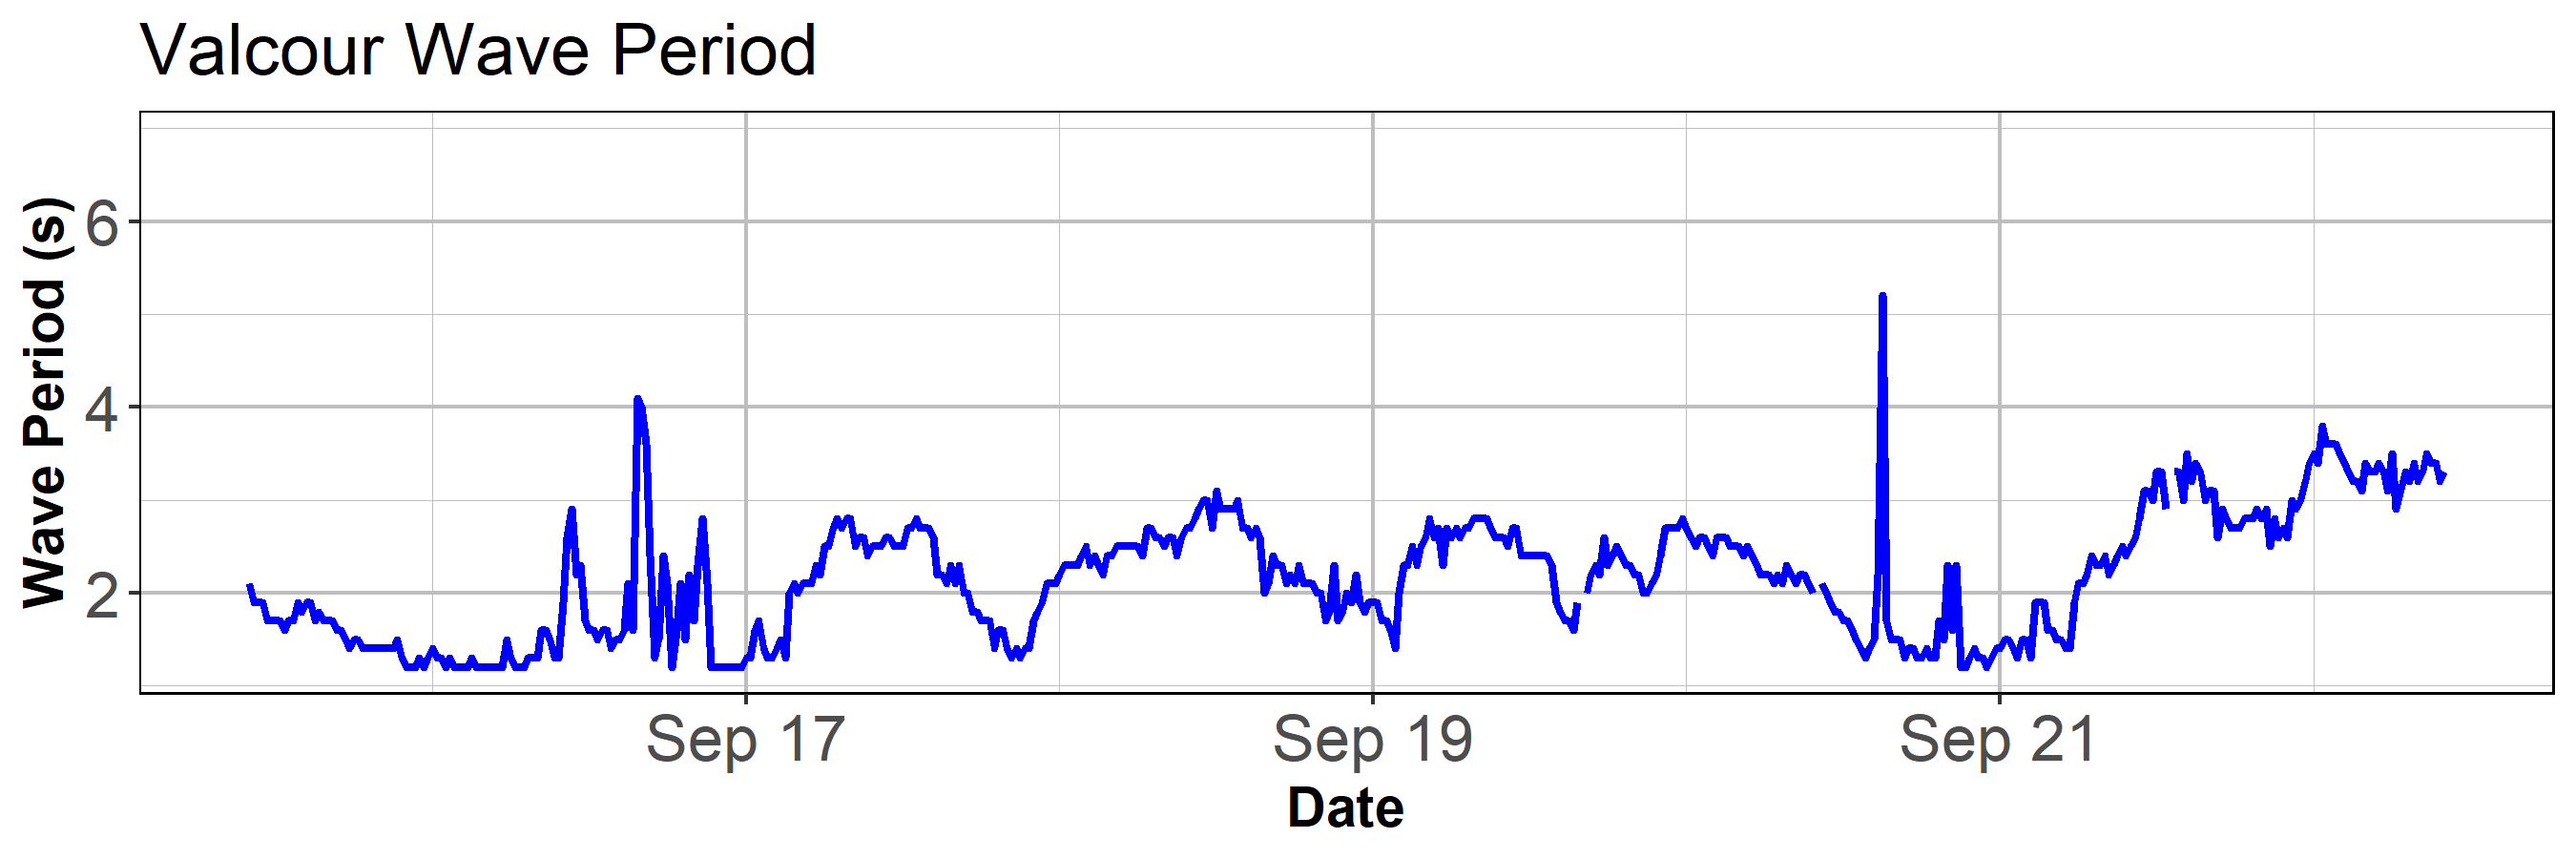 Valcour Wave Period
Wave Period (s)
6
4
2
Sep 17 Sep 19 Sep 21
Date